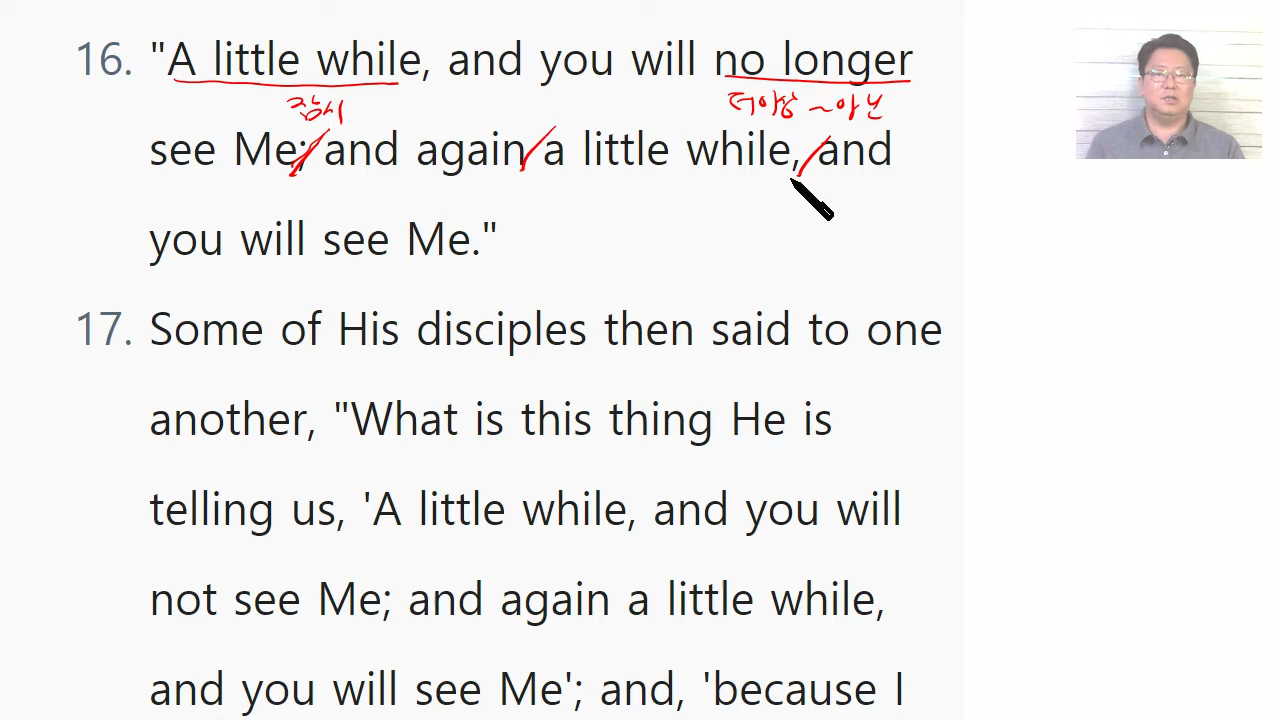 16. "A little while, and you will no longer
잠시 더이상 ~아닌
see Me; and again a little while, and
you will see Me."
17. Some of His disciples then said to one
another, "What is this thing He is
telling us, 'A little while, and you will
not see Me; and again a little while,
and you will see Me'; and, 'because I